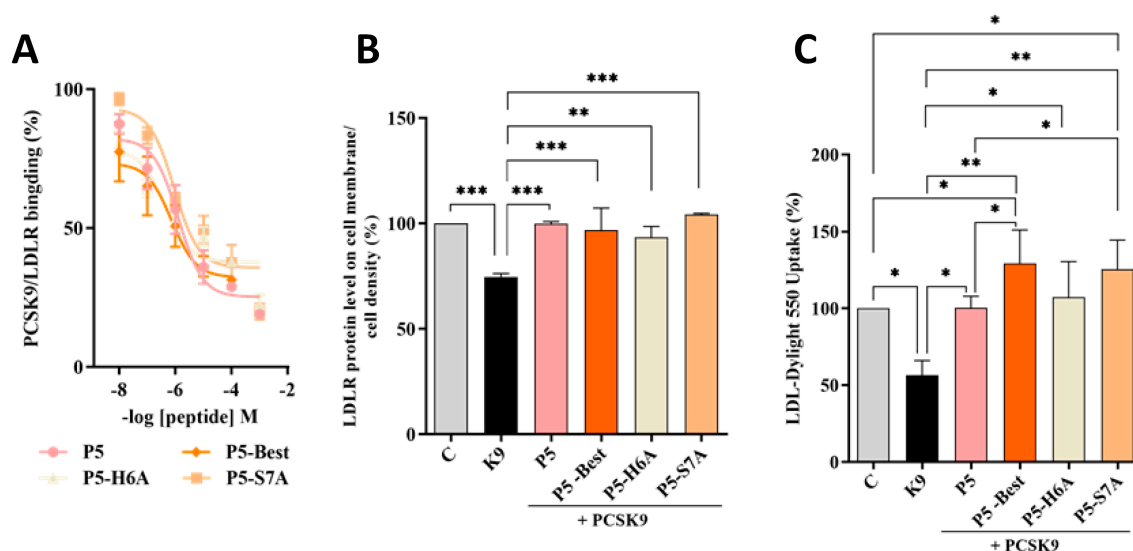 A
PCSK9/LDLR bingding (%)
100
50
0
-8
-6
-4
-2
-log [peptide] M
P5
P5-Best
P5-H6A
P5-S7A
B
LDLR protein level on cell membrane/
cell density (%)
150
100
50
0
***
**
***
***
***
C
K9
P5
P5 -Best
P5-H6A
P5-S7A
+ PCSK9
C
LDL-Dylight 550 Uptake (%)
200
150
100
50
0
*
**
*
*
**
*
*
*
*
C
K9
P5
P5 -Best
P5-H6A
P5-S7A
+ PCSK9